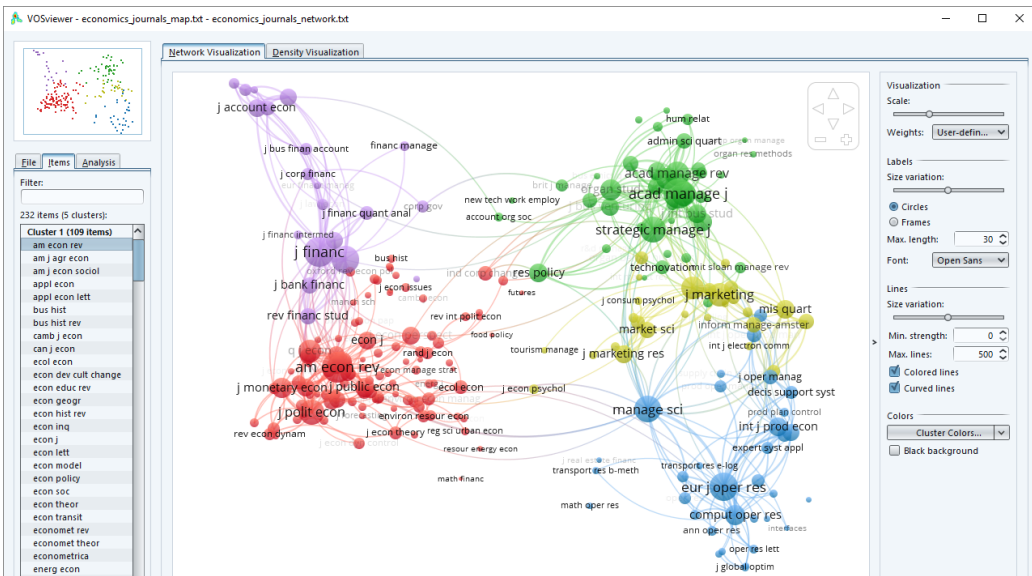 VOSviewer - economics_journals_map.txt - economics_journals_network.txt
Network Visualization
Density Visualization
File
Items
Analysis
Filter:
232 items (5 clusters):
Cluster 1 (109 items)
am econ rev
am j agr econ
am j econ sociol
appl econ
appl econ lett
bus hist
bus hist rev
camb j econ
can j econ
ecol econ
econ dev cult change
econ educ rev
econ geogr
econ hist rev
econ inq
econ j
econ lett
econ model
econ policy
econ soc
econ theor
econ transit
economet rev
economet theor
econometrica
energ econ
j account econ
j bus finan account
financ manage
j corp financ
corp gov
j financ quant anal
j financ intermed
j financ
bus hist
j bank financ
j econ issues
camb j econ
rev financ stud
rev int polit econ
econ j
rand j econ
food policy
futures
am econ rev
econ manage strat
j monetary econ
j public econ
ecol econ
j econ psychol
j polit econ
environ resour econ
rev econ dynam
j econ theory
reg sci urban econ
resour energy econ
math financ
hum relat
admin sci quart
organ res methods
acad manage rev
organ stud
acad manage j
brit j manage
new tech work employ
account org soc
strategic manage j
res policy
technovation
mit sloan manage rev
j consum psychol
j marketing
mis quart
market sci
inform manage-amster
int j electron comm
tourism manage
j marketing res
j oper manag
decis support syst
manage sci
prod plan control
int j prod econ
expert syst appl
j real estate financ
transport res b-meth
transport res e-log
eur j oper res
math oper res
comput oper res
ann oper res
interfaces
oper res lett
j global optim
Visualization
Scale:
Weights:
User-defin...
Labels
Size variation:
Circles
Frames
Max. length:
30
Font:
Open Sans
Lines
Size variation:
Min. strength:
0
Max. lines:
500
Colored lines
Curved lines
Colors
Cluster Colors...
Black background